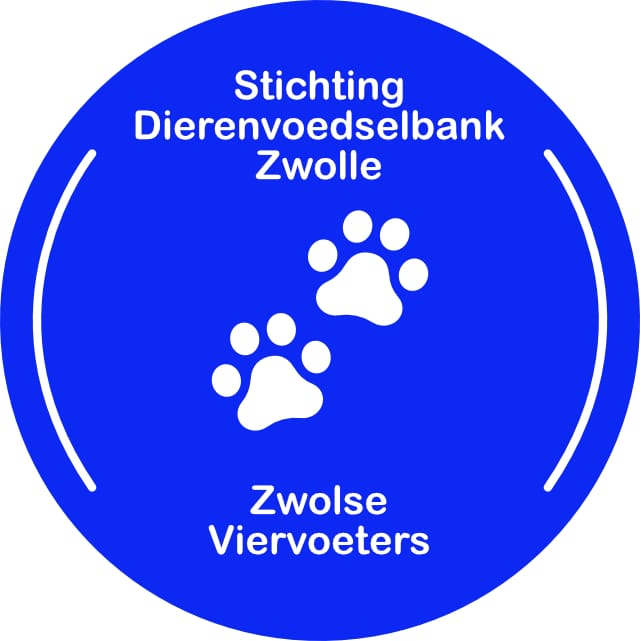 Stichting
Dierenvoedselbank
Zwolle
Zwolse
Viervoeters